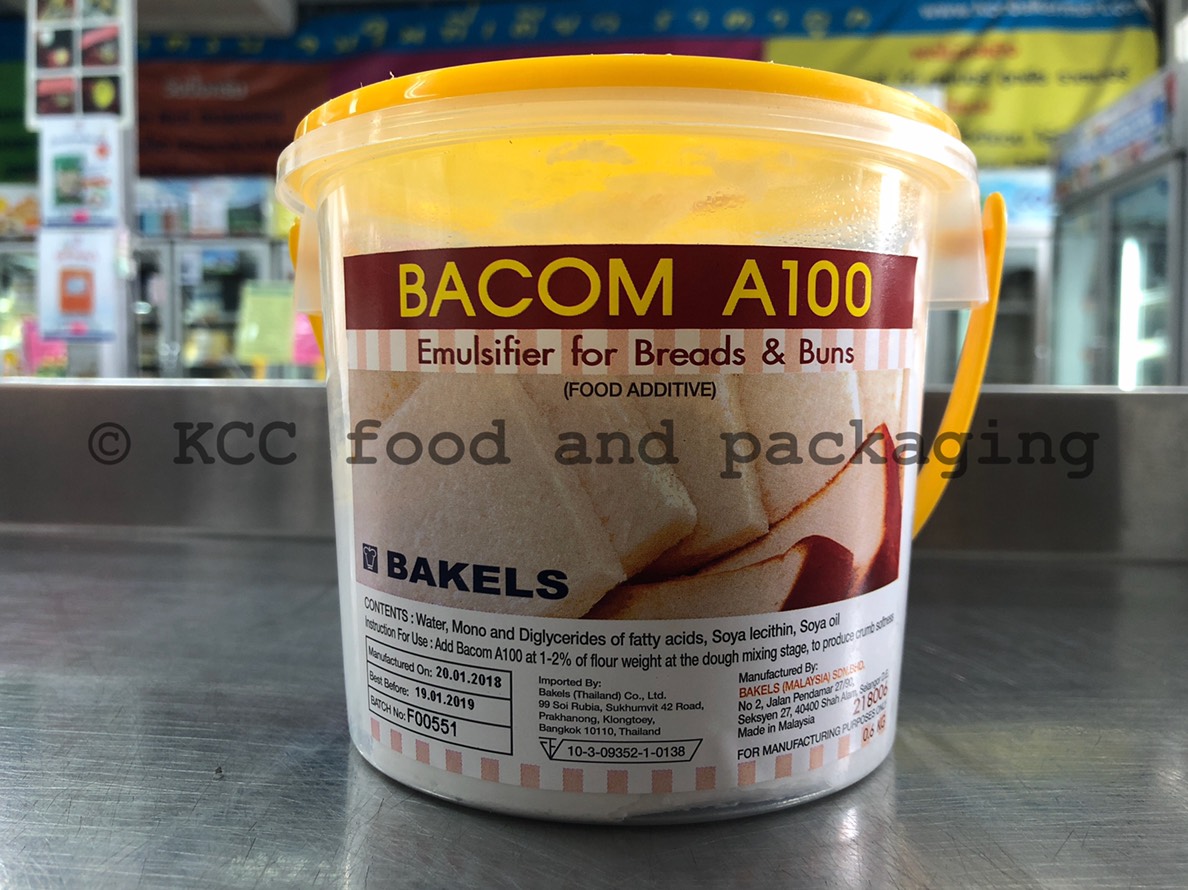 BACOM A100
Emulsifier for Breads & Buns
(FOOD ADDITIVE)
© KCC food and packaging
BAKELS
CONTENTS : Water, Mono and Diglycerides of fatty acids, Soya lecithin, Soya oil
Instruction For Use : Add Bacom A100 at 1-2% of flour weight at the dough mixing stage, to produce crumb softness
Manufactured On: 20.01.2018
Best Before: 19.01.2019
BATCH No: F00551
Imported By:
Bakels (Thailand) Co., Ltd.
99 Soi Rubia, Sukhumvit 42 Road,
Prakhanong, Klongtoey,
Bangkok 10110, Thailand
10-3-09352-1-0138
Manufactured By:
BAKELS (MALAYSIA) SDN.BHD.
No 2, Jalan Pendamar 27/90,
Seksyen 27, 40400 Shah Alam, Selangor D.E.
Made in Malaysia
218006
FOR MANUFACTURING PURPOSES ONLY
0.6 KG